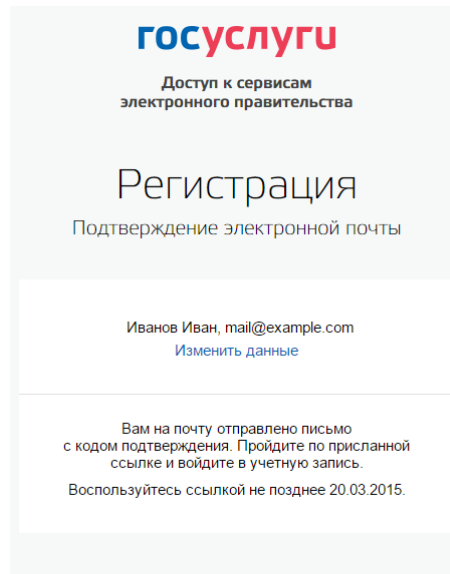 госуслуги
Доступ к сервисам
электронного правительства
Регистрация
Подтверждение электронной почты
Иванов Иван, mail@example.com
Изменить данные
Вам на почту отправлено письмо
с кодом подтверждения. Пройдите по присланной
ссылке и войдите в учетную запись.
Воспользуйтесь ссылкой не позднее 20.03.2015.